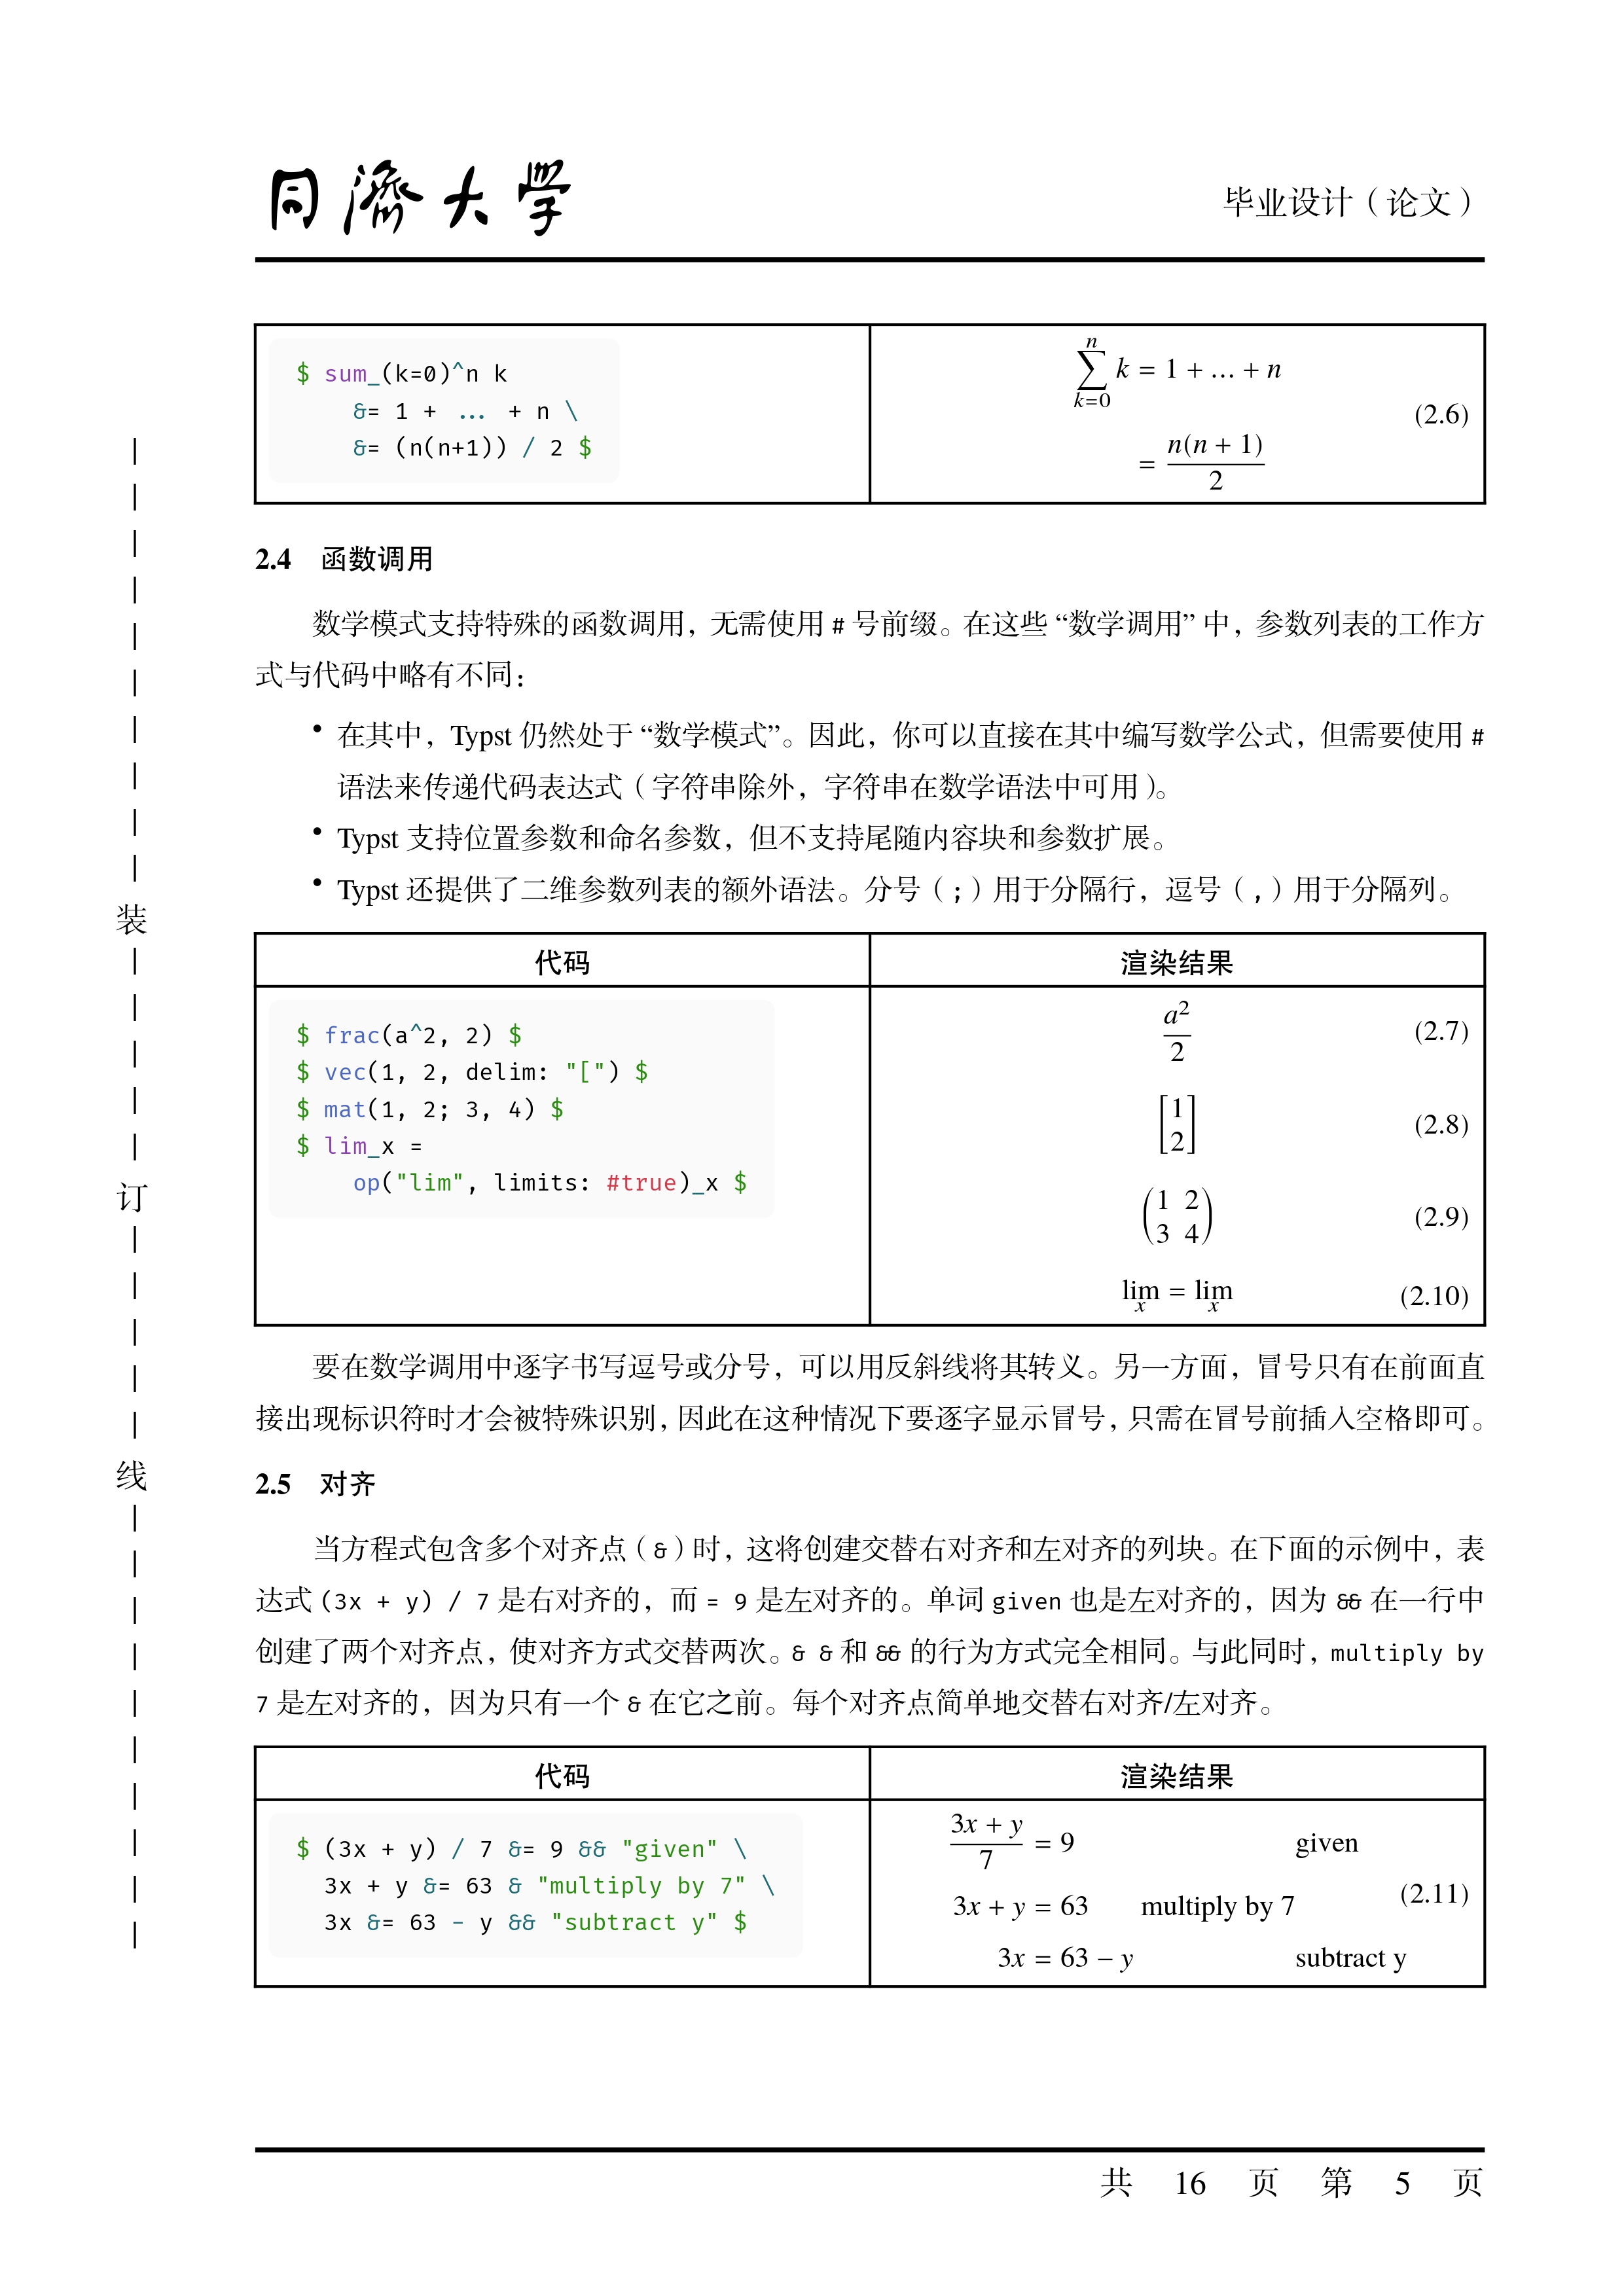 同濟大学
毕业设计（论文）
$ sum_(k=0)^n k
&= 1 + ... + n \
&= (n(n+1)) / 2 $
n
∑ k = 1 + … + n
k=0
= n(n + 1)
2
(2.6)
2.4 函数调用
数学模式支持特殊的函数调用，无需使用 # 号前缀。在这些 “数学调用” 中，参数列表的工作方
式与代码中略有不同：
• 在其中，Typst 仍然处于 “数学模式”。因此，你可以直接在其中编写数学公式，但需要使用 #
语法来传递代码表达式（字符串除外，字符串在数学语法中可用）。
• Typst 支持位置参数和命名参数，但不支持尾随内容块和参数扩展。
• Typst 还提供了二维参数列表的额外语法。分号（;）用于分隔行，逗号（,）用于分隔列。
代码 渲染结果
$ frac(a^2, 2) $
$ vec(1, 2, delim: "[") $
$ mat(1, 2; 3, 4) $
$ lim_x =
op("lim", limits: #true)_x $
a²
2
(2.7)
[1
2]
(2.8)
(1 2
3 4)
(2.9)
lim = lim
x x
(2.10)
要在数学调用中逐字书写逗号或分号，可以用反斜线将其转义。另一方面，冒号只有在前面直
接出现标识符时才会被特殊识别，因此在这种情况下要逐字显示冒号，只需在冒号前插入空格即可。
2.5 对齐
当方程式包含多个对齐点（&）时，这将创建交替右对齐和左对齐的列块。在下面的示例中，表
达式 (3x + y) / 7 是右对齐的，而 = 9 是左对齐的。单词 given 也是左对齐的，因为 && 在一行中
创建了两个对齐点，使对齐方式交替两次。& & 和 && 的行为方式完全相同。与此同时，multiply by
7 是左对齐的，因为只有一个 & 在它之前。每个对齐点简单地交替右对齐/左对齐。
代码 渲染结果
$ (3x + y) / 7 &= 9 && "given" \
3x + y &= 63 & "multiply by 7" \
3x &= 63 - y && "subtract y" $
3x + y
7
= 9 given
3x + y = 63 multiply by 7
3x = 63 − y subtract y
(2.11)
装
订
线
共 16 页 第 5 页